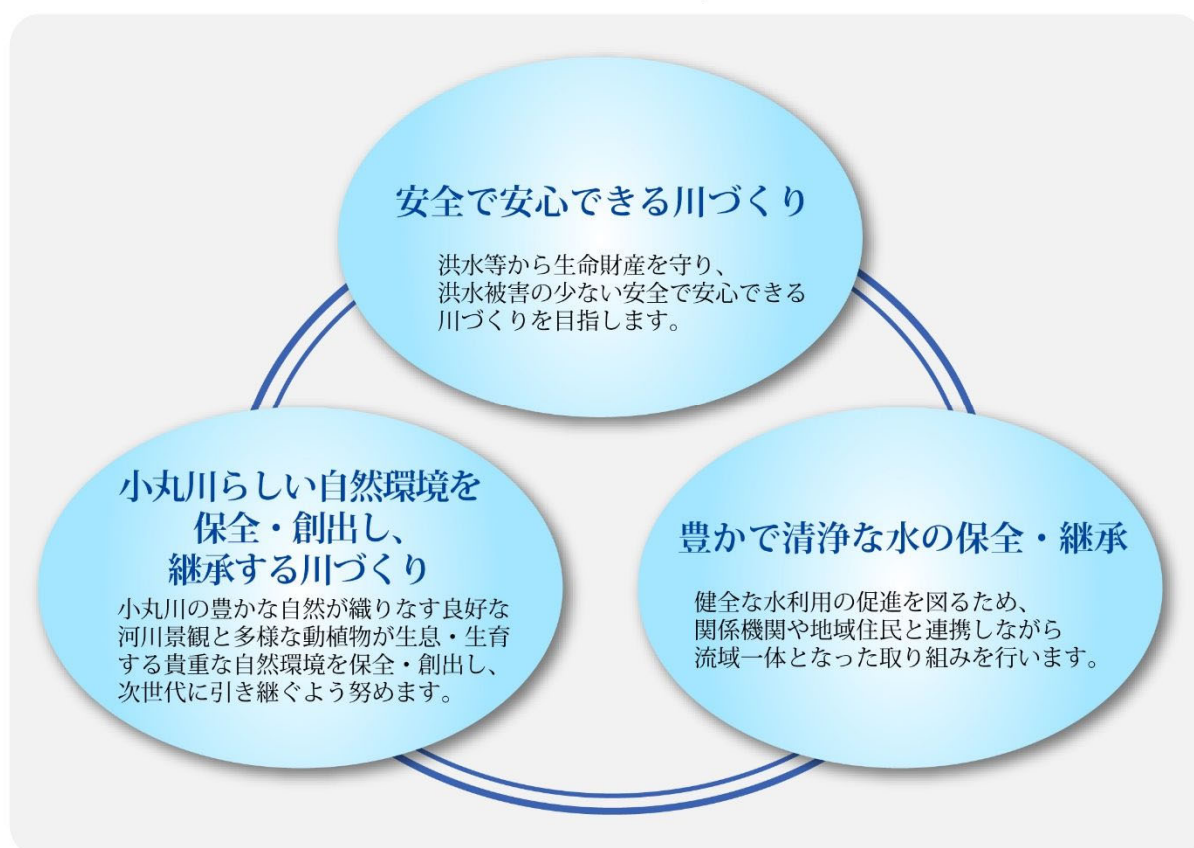 安全で安心できる川づくり
洪水等から生命財産を守り、
洪水被害の少ない安全で安心できる
川づくりを目指します。
小丸川らしい自然環境を
保全・創出し、
継承する川づくり
小丸川の豊かな自然が織りなす良好な
河川景観と多様な動植物が生息・生育
する貴重な自然環境を保全・創出し、
次世代に引き継ぐよう努めます。
豊かで清浄な水の保全・継承
健全な水利用の促進を図るため、
関係機関や地域住民と連携しながら
流域一体となった取り組みを行います。